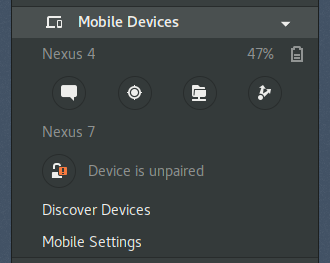 Mobile Devices
Nexus 4 47%
Nexus 7
Device is unpaired
Discover Devices
Mobile Settings